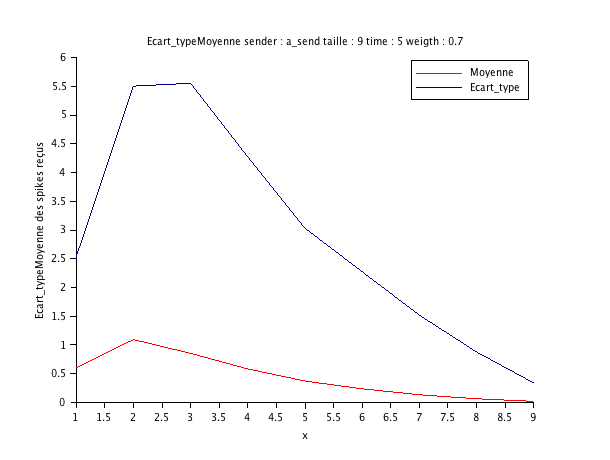 Ecart_typeMoyenne sender : a_send taille : 9 time : 5 weigth : 0.7
Moyenne
Ecart_type
Ecart_typeMoyenne des spikes reçus
6
5.5
5
4.5
4
3.5
3
2.5
2
1.5
1
0.5
0
1 1.5 2 2.5 3 3.5 4 4.5 5 5.5 6 6.5 7 7.5 8 8.5 9
x